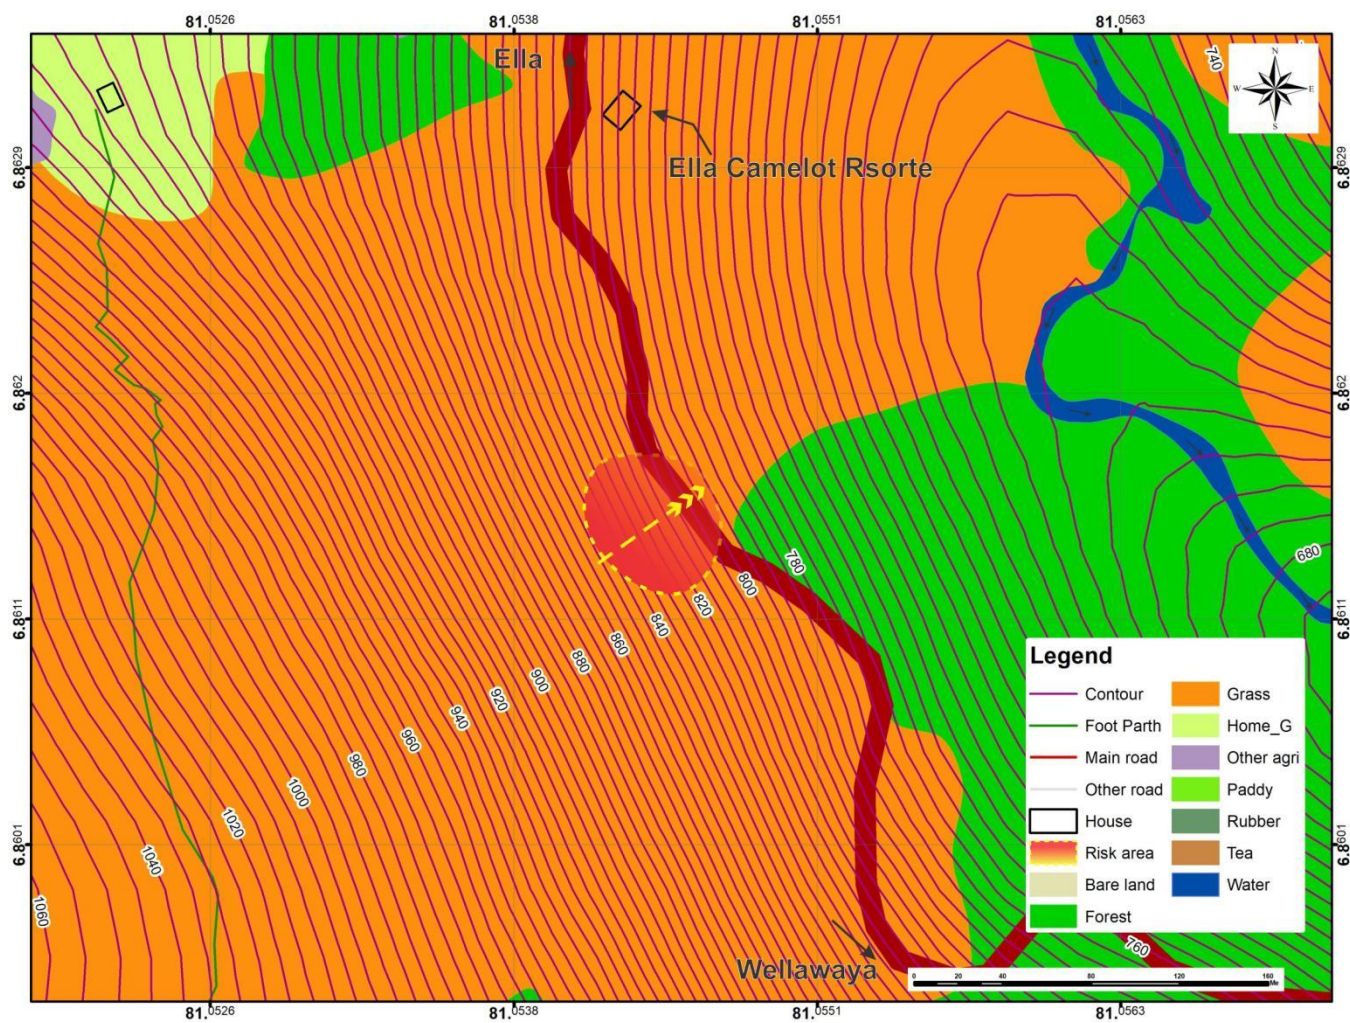 81.0526 81.0538 81.0551 81.0563
Ella
740
N
W E
S
6.8629 6.8629
Ella Camelot Rsorte
6.862 6.862
780
680
800
820
6.8611 6.8611
840
860
880
900
920
940
960
980
1000
1020
1040
1060
Legend
Contour Grass
Foot Parth Home_G
Main road Other agri
Other road Paddy
House Rubber
Risk area Tea
Bare land Water
Forest
6.8601 6.8601
760
Wellawaya
0 20 40 80 120 160
Me
81.0526 81.0538 81.0551 81.0563